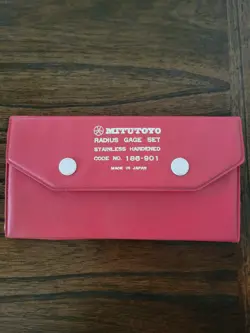 MITUTOYO
RADIUS GAGE SET
STAINLESS HARDENED
CODE NO. 186-901
MADE IN JAPAN